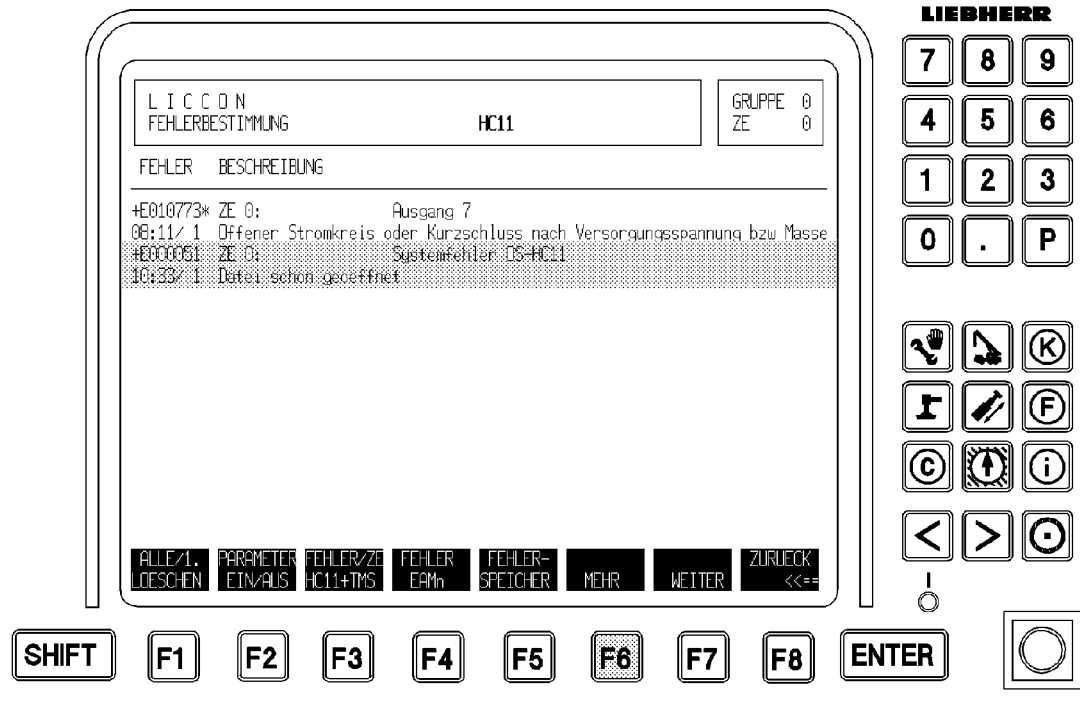 LIEBHERR
L I C C O N
FEHLERBESTIMMUNG HC11
GRUPPE 0
ZE 0
FEHLER BESCHREIBUNG
+E010773* ZE 0: Ausgang 7
08:11/ 1 Offener Stromkreis oder Kurzschluss nach Versorgungsspannung bzw Masse
+E000051 ZE 0: Systemfehler OS-HC11
10:33/ 1 Datei schon geoeffnet
ALLE/1. LOESCHEN
PARAMETER EIN/AUS
FEHLER/ZE HC11+TMS
FEHLER EAMn
FEHLER- SPEICHER
MEHR
WEITER
ZURUECK <<==
SHIFT F1 F2 F3 F4 F5 F6 F7 F8 ENTER
7 8 9
4 5 6
1 2 3
0 . P
K
F
C i
< >
I